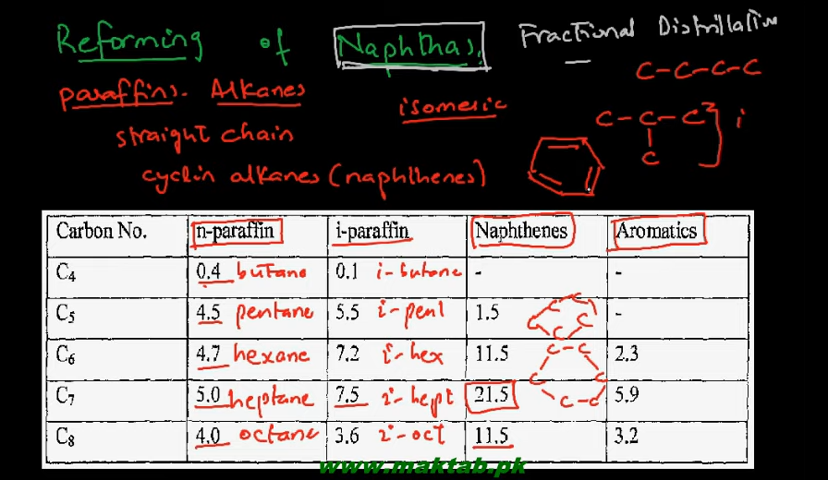 Reforming of Naphthas. Fractional Distrillation
paraffins. Alkanes isomeric C-C-C-C
straight chain C-C-C i
C
cyclin alkanes (naphthenes)
Carbon No. n-paraffin i-paraffin Naphthenes Aromatics
C4 0.4 butane 0.1 i-butane - -
C5 4.5 pentane 5.5 i-pent 1.5 C C C C C -
C6 4.7 hexane 7.2 i-hex 11.5 C-C 2.3
C C
C7 5.0 heptane 7.5 i-hept 21.5 C-C 5.9
C8 4.0 octane 3.6 i-oct 11.5 3.2
www.maktab.pk